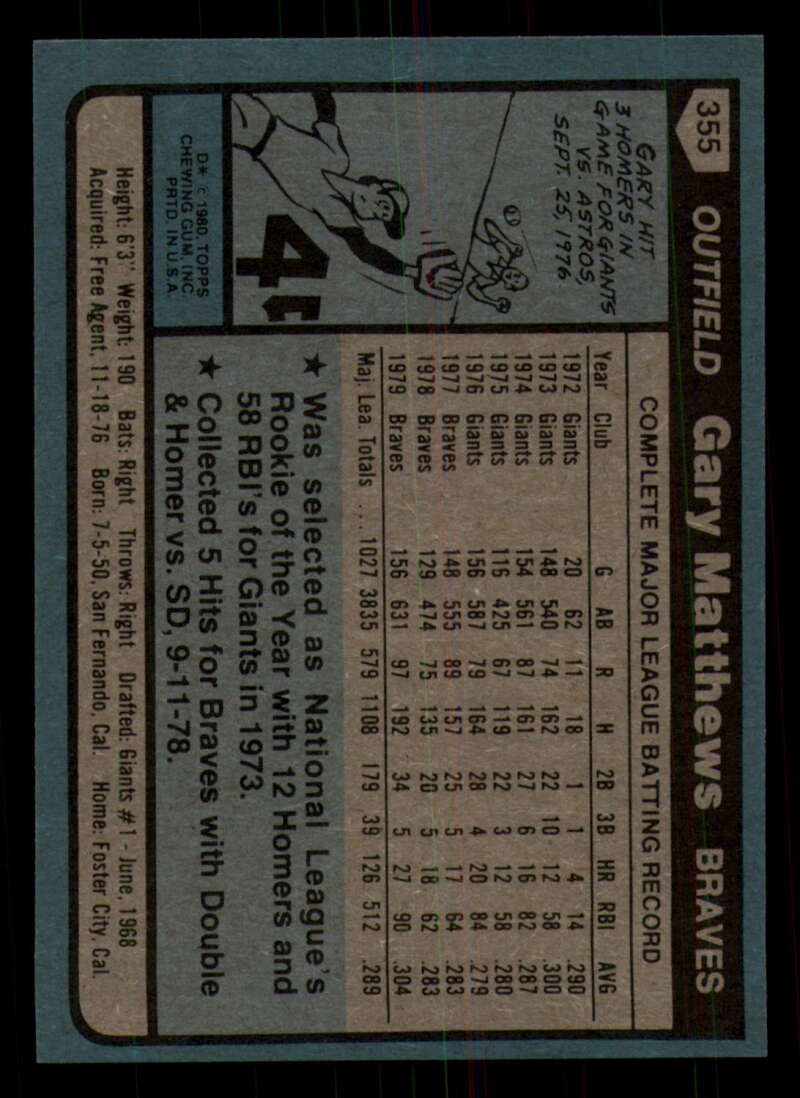 355 OUTFIELD Gary Matthews BRAVES
GARY HIT
3 HOMERS IN
GAME FOR GIANTS
VS. ASTROS,
SEPT. 25, 1976
D* © 1980 TOPPS
CHEWING GUM, INC.
PRTD. IN U.S.A.
COMPLETE MAJOR LEAGUE BATTING RECORD
Year Club G AB R H 2B 3B HR RBI AVG
1972 Giants 20 62 11 18 1 1 4 14 .290
1973 Giants 148 540 74 162 22 10 12 58 .300
1974 Giants 154 561 87 161 27 6 16 82 .287
1975 Giants 116 425 67 119 22 3 12 58 .280
1976 Giants 156 587 79 164 28 4 20 84 .279
1977 Braves 148 555 89 157 25 5 17 64 .283
1978 Braves 129 474 75 135 20 5 18 62 .283
1979 Braves 156 631 97 192 34 5 27 90 .304
Maj. Lea. Totals ... 1027 3835 579 1108 179 39 126 512 .289
★ Was selected as National League's
Rookie of the Year with 12 Homers and
58 RBI's for Giants in 1973.
★ Collected 5 Hits for Braves with Double
& Homer vs. SD, 9-11-78.
Height: 6'3" Weight: 190 Bats: Right Throws: Right Drafted: Giants #1 - June, 1968
Acquired: Free Agent, 11-18-76 Born: 7-5-50, San Fernando, Cal. Home: Foster City, Cal.